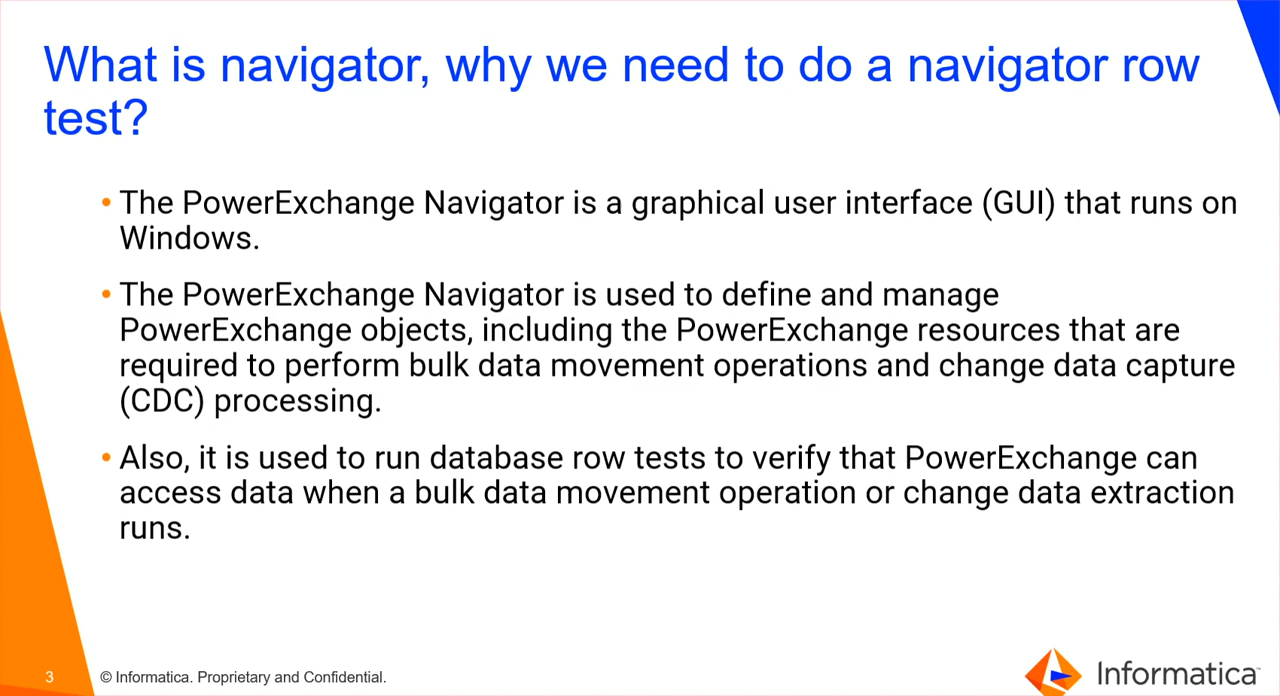 What is navigator, why we need to do a navigator row
test?
• The PowerExchange Navigator is a graphical user interface (GUI) that runs on
Windows.
• The PowerExchange Navigator is used to define and manage
PowerExchange objects, including the PowerExchange resources that are
required to perform bulk data movement operations and change data capture
(CDC) processing.
• Also, it is used to run database row tests to verify that PowerExchange can
access data when a bulk data movement operation or change data extraction
runs.
3 © Informatica. Proprietary and Confidential.
Informatica™